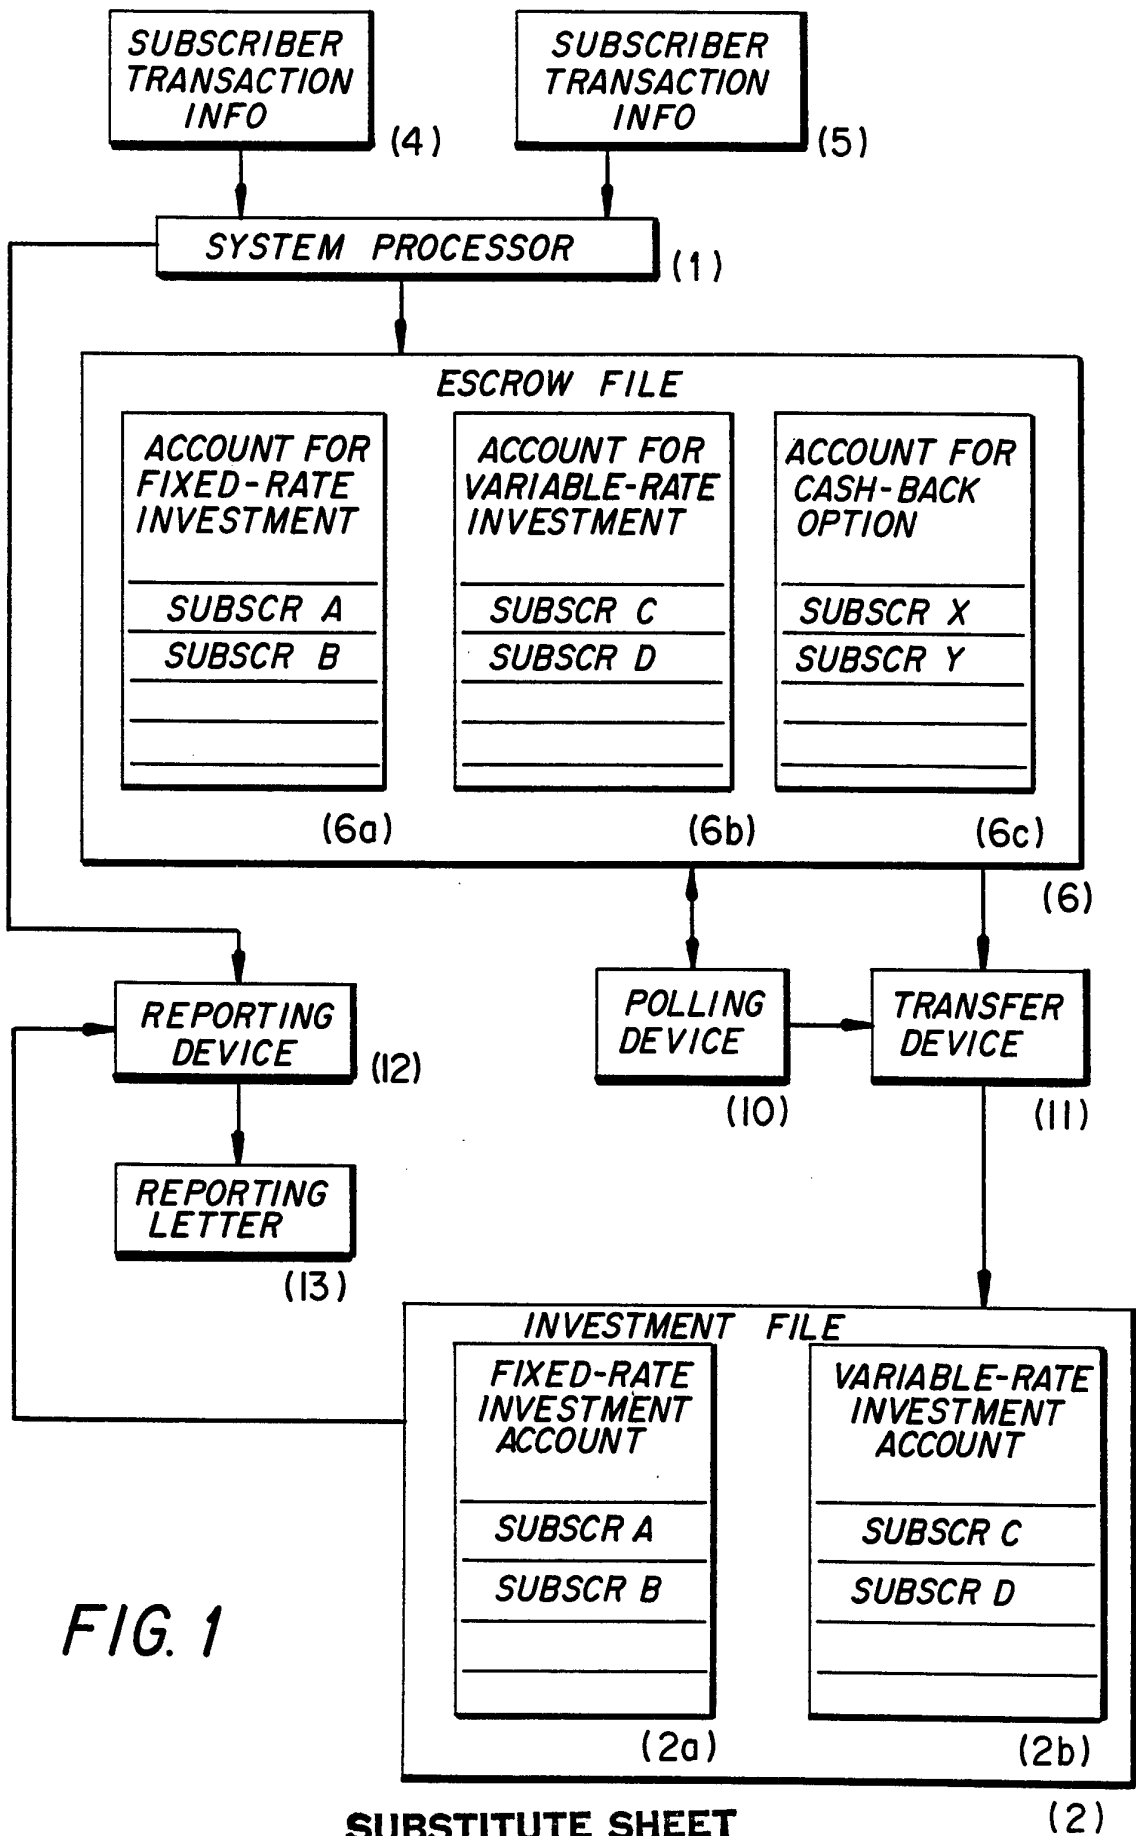 SUBSCRIBER
TRANSACTION
INFO
(4)
SUBSCRIBER
TRANSACTION
INFO
(5)
SYSTEM PROCESSOR
(1)
ESCROW FILE
ACCOUNT FOR
FIXED-RATE
INVESTMENT
SUBSCR A
SUBSCR B
(6a)
ACCOUNT FOR
VARIABLE-RATE
INVESTMENT
SUBSCR C
SUBSCR D
(6b)
ACCOUNT FOR
CASH-BACK
OPTION
SUBSCR X
SUBSCR Y
(6c)
(6)
REPORTING
DEVICE
(12)
POLLING
DEVICE
(10)
TRANSFER
DEVICE
(11)
REPORTING
LETTER
(13)
INVESTMENT FILE
FIXED-RATE
INVESTMENT
ACCOUNT
SUBSCR A
SUBSCR B
(2a)
VARIABLE-RATE
INVESTMENT
ACCOUNT
SUBSCR C
SUBSCR D
(2b)
(2)
FIG. 1
SUBSTITUTE SHEET